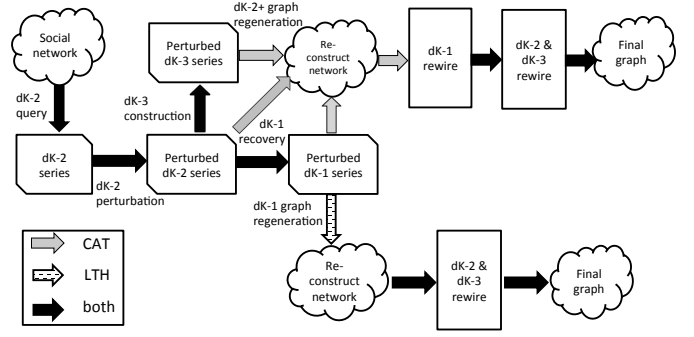 dK-2+ graph
regeneration
Social
network
Perturbed
dK-3 series
Re-
construct
network
dK-1
rewire
dK-2 &
dK-3
rewire
Final
graph
dK-2
query
dK-3
construction
dK-1
recovery
dK-2
series
dK-2
perturbation
Perturbed
dK-2 series
Perturbed
dK-1 series
dK-1 graph
regeneration
CAT
LTH
both
Re-
construct
network
dK-2 &
dK-3
rewire
Final
graph